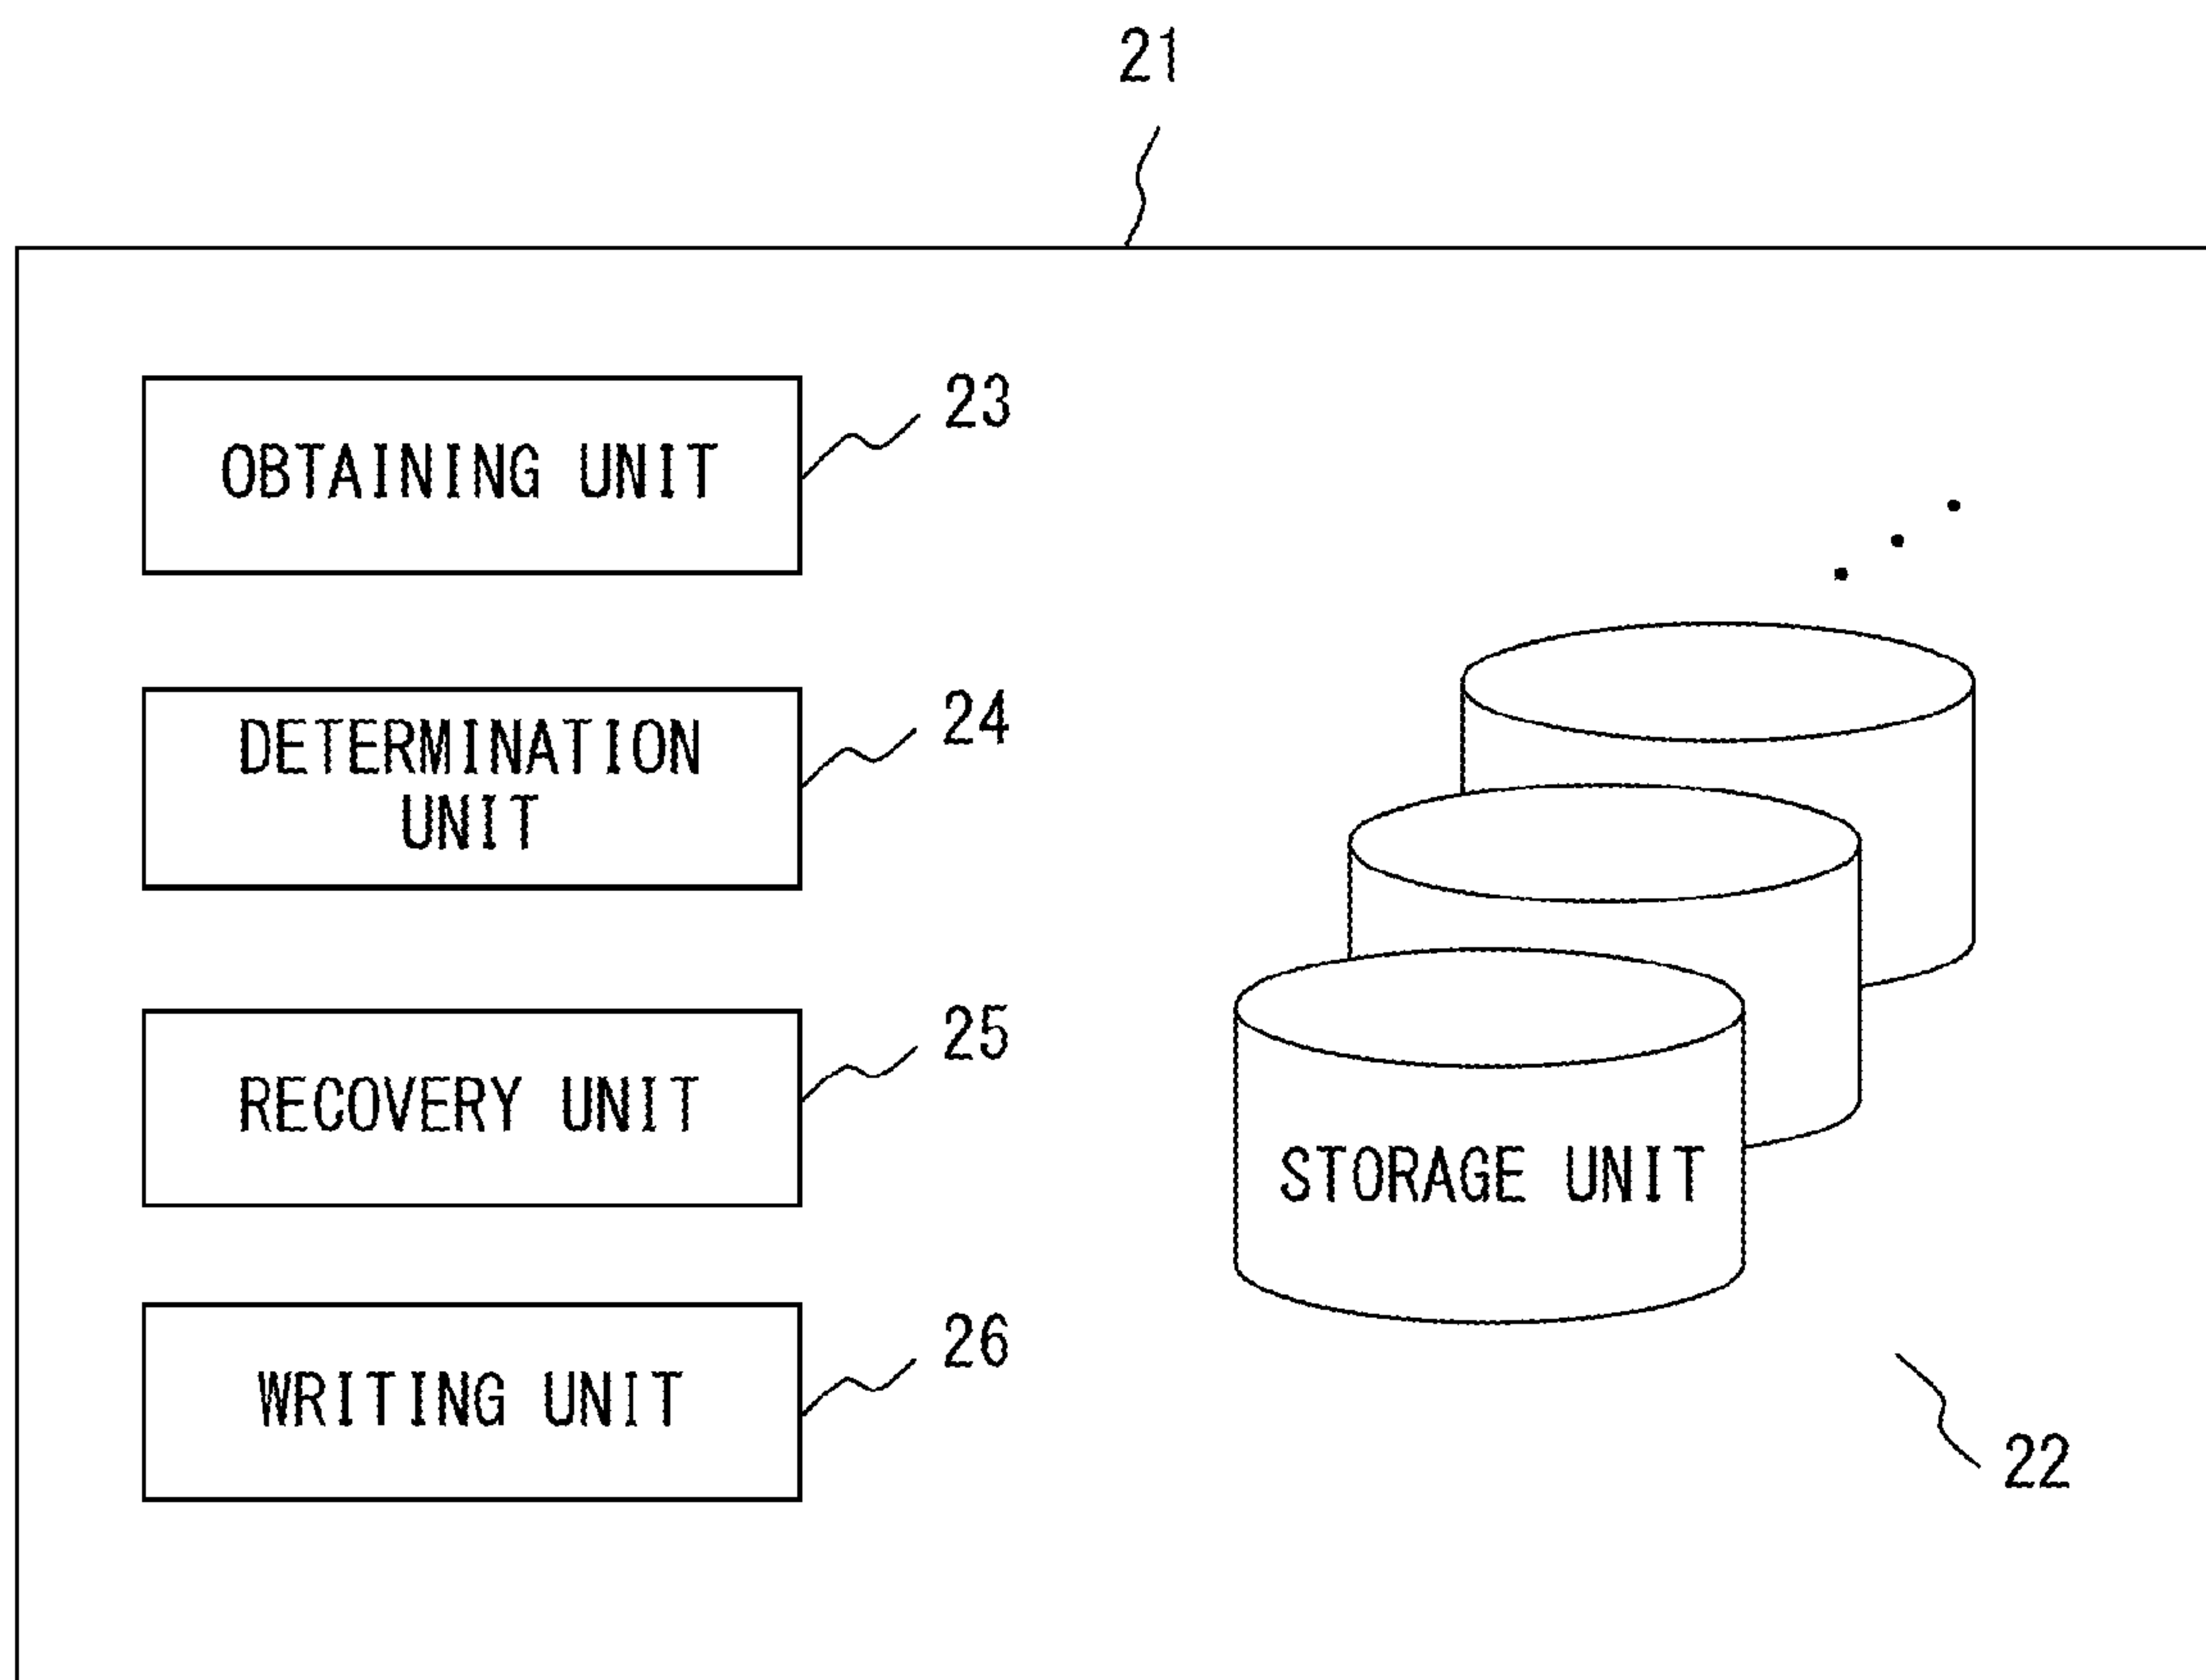 21
OBTAINING UNIT
23
DETERMINATION
UNIT
24
RECOVERY UNIT
25
STORAGE UNIT
WRITING UNIT
26
22